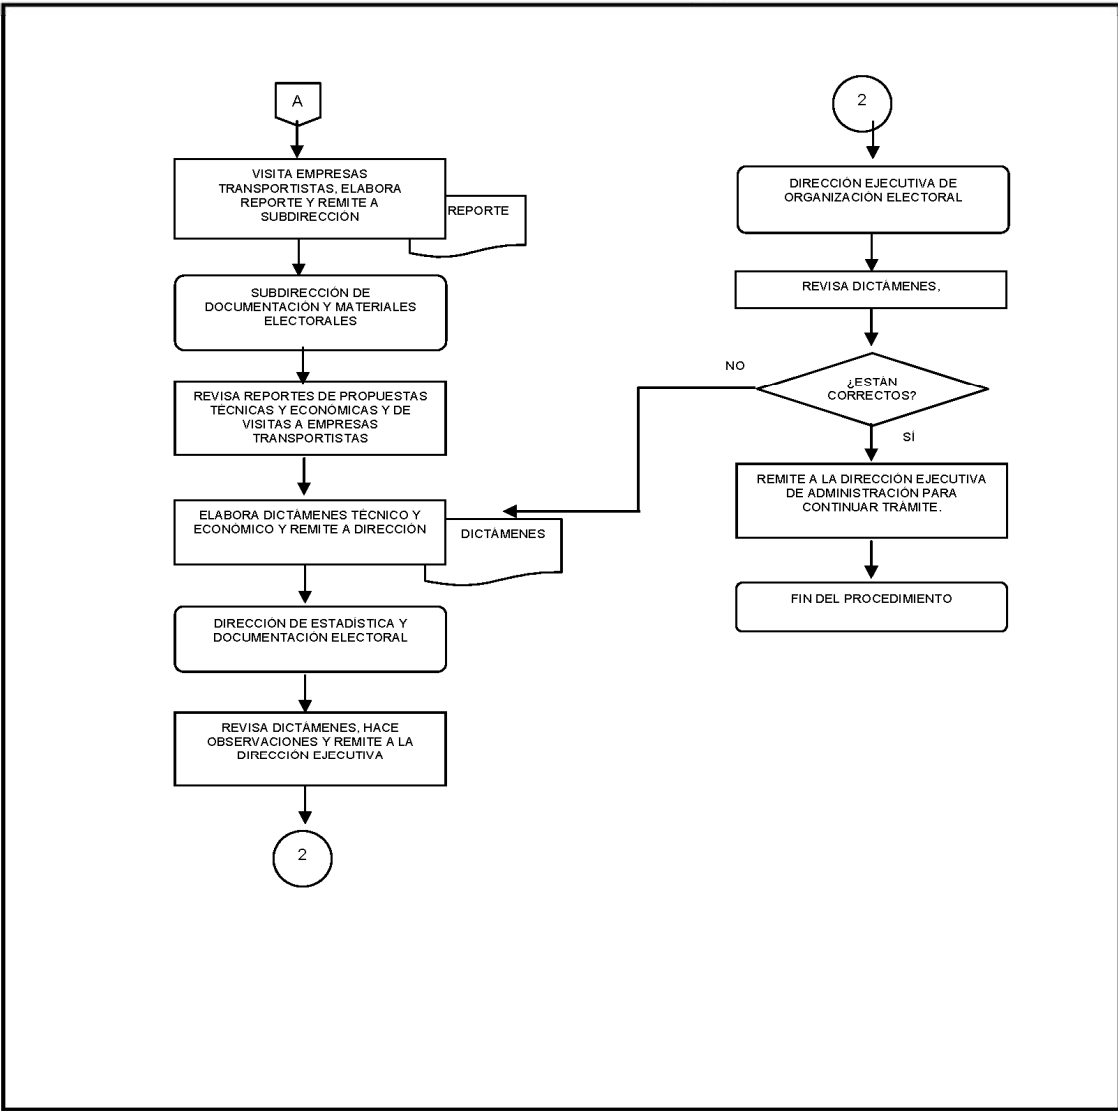 A
VISITA EMPRESAS
TRANSPORTISTAS, ELABORA
REPORTE Y REMITE A
SUBDIRECCIÓN
REPORTE
SUBDIRECCIÓN DE
DOCUMENTACIÓN Y MATERIALES
ELECTORALES
REVISA REPORTES DE PROPUESTAS
TÉCNICAS Y ECONÓMICAS Y DE
VISITAS A EMPRESAS
TRANSPORTISTAS
ELABORA DICTÁMENES TÉCNICO Y
ECONÓMICO Y REMITE A DIRECCIÓN
DICTÁMENES
DIRECCIÓN DE ESTADÍSTICA Y
DOCUMENTACIÓN ELECTORAL
REVISA DICTÁMENES, HACE
OBSERVACIONES Y REMITE A LA
DIRECCIÓN EJECUTIVA
2
2
DIRECCIÓN EJECUTIVA DE
ORGANIZACIÓN ELECTORAL
REVISA DICTÁMENES,
NO
¿ESTÁN
CORRECTOS?
SÍ
REMITE A LA DIRECCIÓN EJECUTIVA
DE ADMINISTRACIÓN PARA
CONTINUAR TRÁMITE.
FIN DEL PROCEDIMIENTO